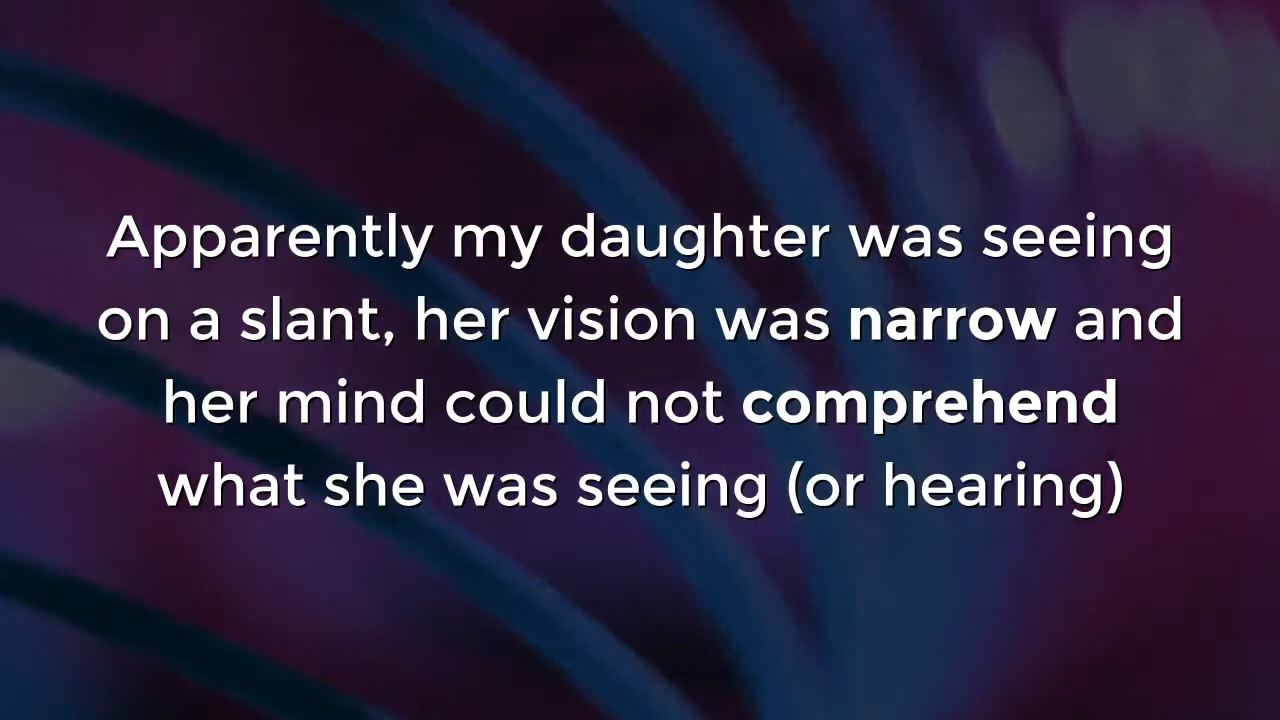 Apparently my daughter was seeing
on a slant, her vision was narrow and
her mind could not comprehend
what she was seeing (or hearing)